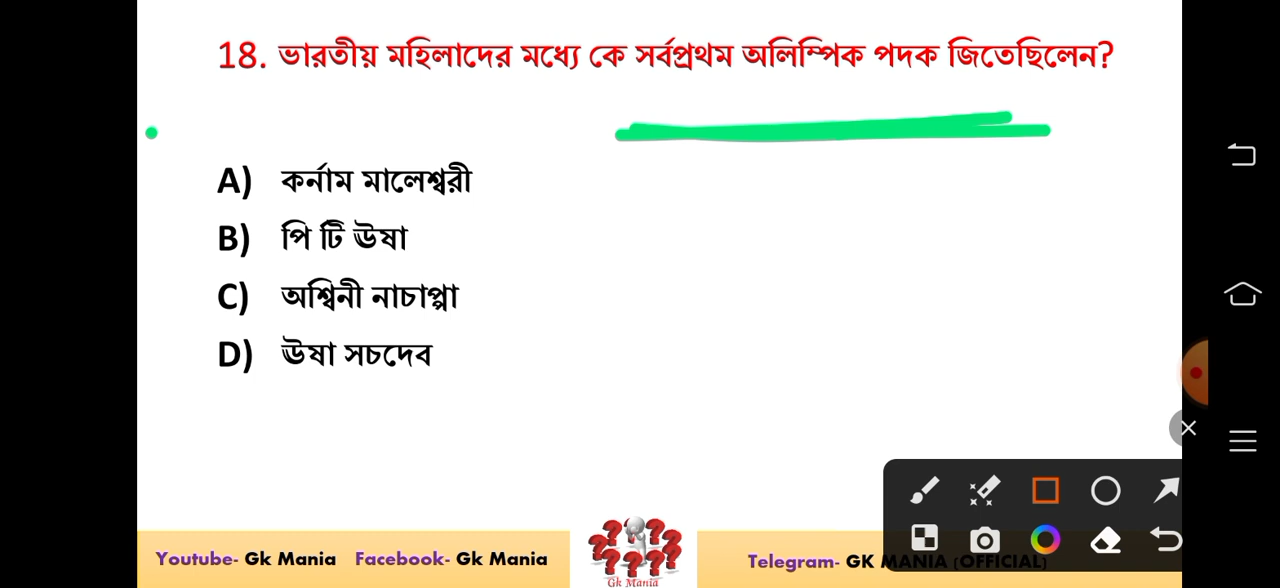 18. ভারতীয় মহিলাদের মধ্যে কে সর্বপ্রথম অলিম্পিক পদক জিতেছিলেন?
A) কর্নাম মালেশ্বরী
B) পি টি ঊষা
C) অশ্বিনী নাচাপ্পা
D) ঊষা সচদেব
Youtube- Gk Mania Facebook- Gk Mania
Gk Mania
Telegram- GK MANIA (OFFICIAL)